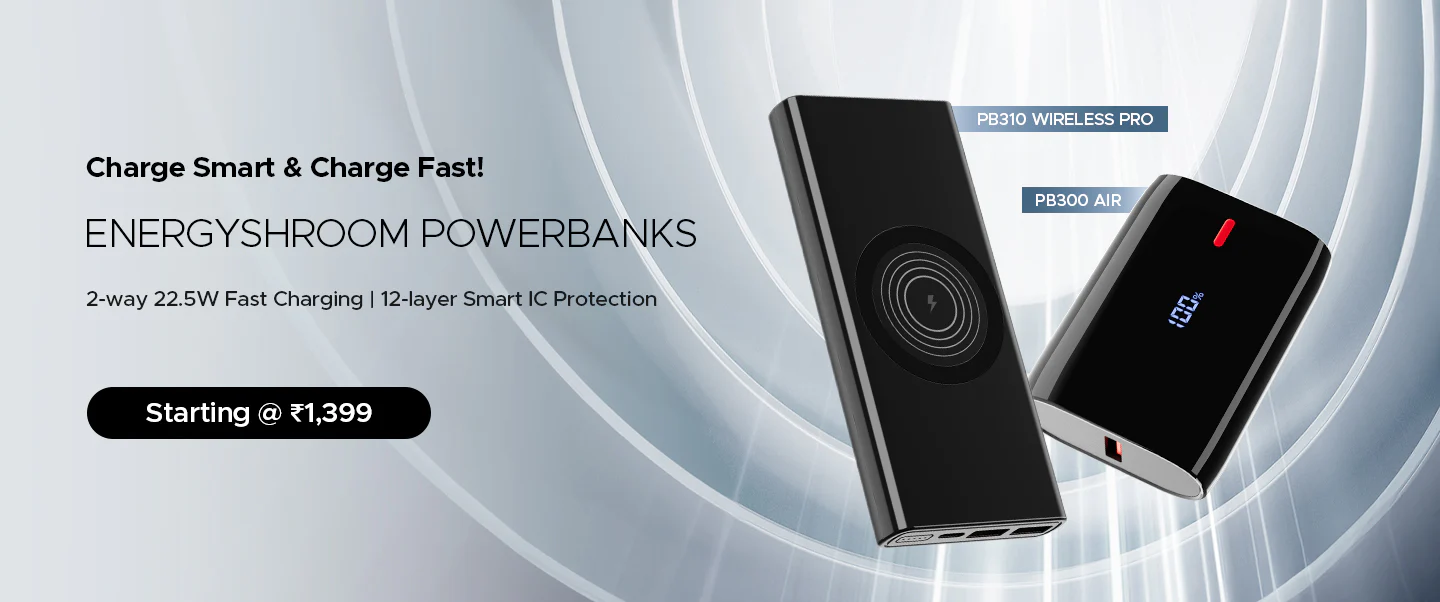 Charge Smart & Charge Fast!
ENERGYSHROOM POWERBANKS
2-way 22.5W Fast Charging | 12-layer Smart IC Protection
Starting @ ₹1,399
PB310 WIRELESS PRO
PB300 AIR
100%